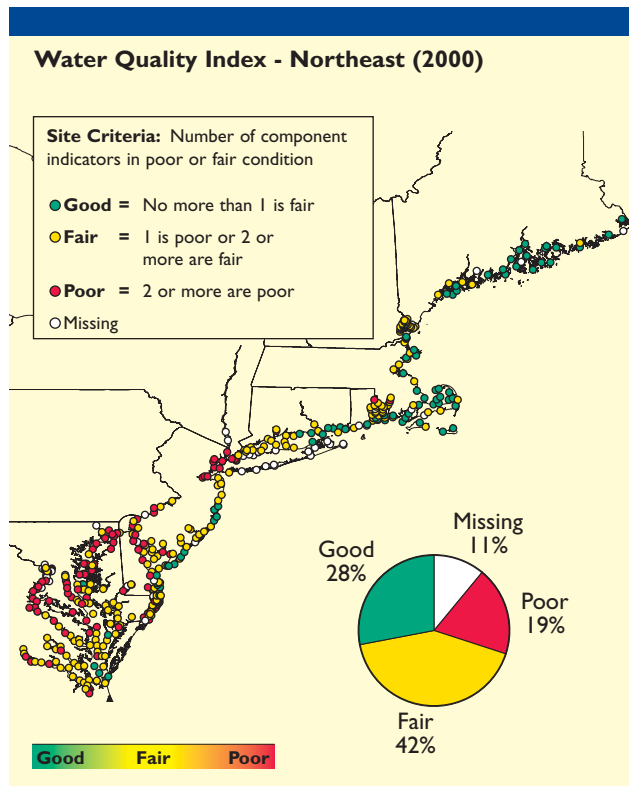 Water Quality Index - Northeast (2000)
Site Criteria: Number of component
indicators in poor or fair condition
Good = No more than 1 is fair
Fair = 1 is poor or 2 or
more are fair
Poor = 2 or more are poor
Missing
Missing
11%
Good
28%
Poor
19%
Fair
42%
Good Fair Poor